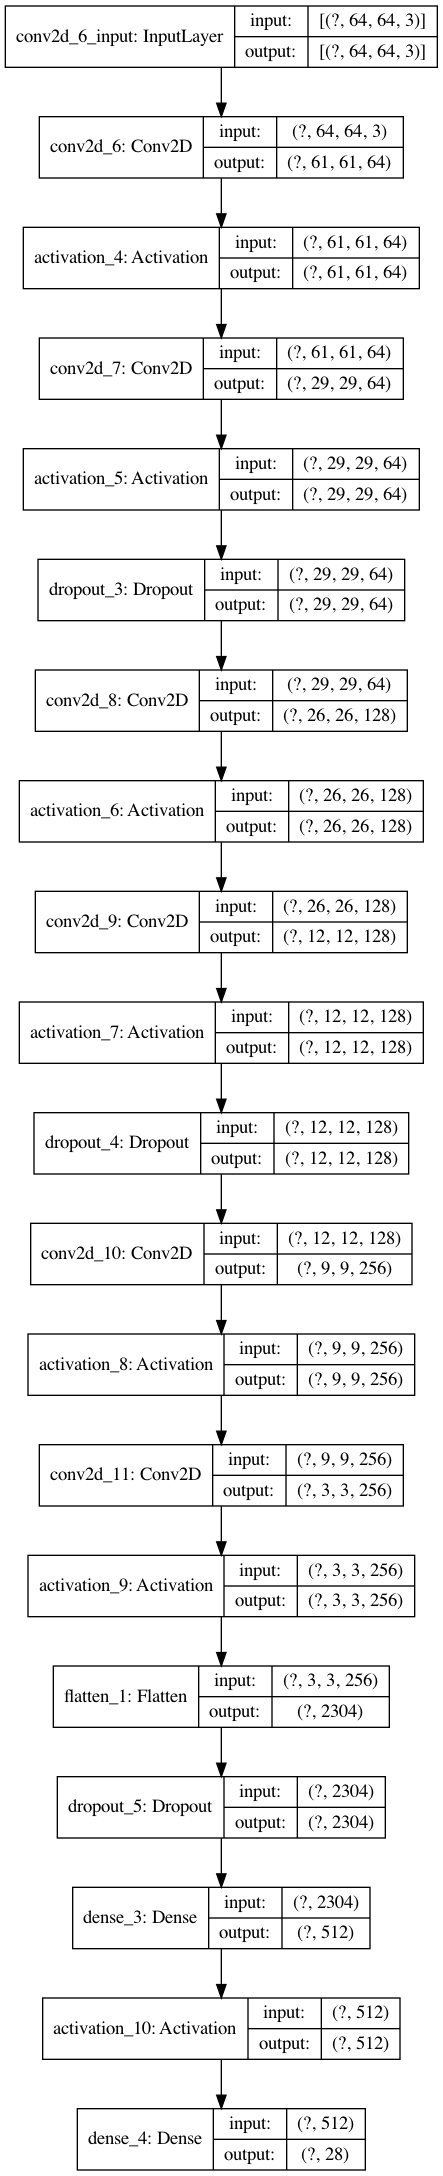 conv2d_6_input: InputLayer
input: [(?, 64, 64, 3)]
output: [(?, 64, 64, 3)]
conv2d_6: Conv2D
input: (?, 64, 64, 3)
output: (?, 61, 61, 64)
activation_4: Activation
input: (?, 61, 61, 64)
output: (?, 61, 61, 64)
conv2d_7: Conv2D
input: (?, 61, 61, 64)
output: (?, 29, 29, 64)
activation_5: Activation
input: (?, 29, 29, 64)
output: (?, 29, 29, 64)
dropout_3: Dropout
input: (?, 29, 29, 64)
output: (?, 29, 29, 64)
conv2d_8: Conv2D
input: (?, 29, 29, 64)
output: (?, 26, 26, 128)
activation_6: Activation
input: (?, 26, 26, 128)
output: (?, 26, 26, 128)
conv2d_9: Conv2D
input: (?, 26, 26, 128)
output: (?, 12, 12, 128)
activation_7: Activation
input: (?, 12, 12, 128)
output: (?, 12, 12, 128)
dropout_4: Dropout
input: (?, 12, 12, 128)
output: (?, 12, 12, 128)
conv2d_10: Conv2D
input: (?, 12, 12, 128)
output: (?, 9, 9, 256)
activation_8: Activation
input: (?, 9, 9, 256)
output: (?, 9, 9, 256)
conv2d_11: Conv2D
input: (?, 9, 9, 256)
output: (?, 3, 3, 256)
activation_9: Activation
input: (?, 3, 3, 256)
output: (?, 3, 3, 256)
flatten_1: Flatten
input: (?, 3, 3, 256)
output: (?, 2304)
dropout_5: Dropout
input: (?, 2304)
output: (?, 2304)
dense_3: Dense
input: (?, 2304)
output: (?, 512)
activation_10: Activation
input: (?, 512)
output: (?, 512)
dense_4: Dense
input: (?, 512)
output: (?, 28)